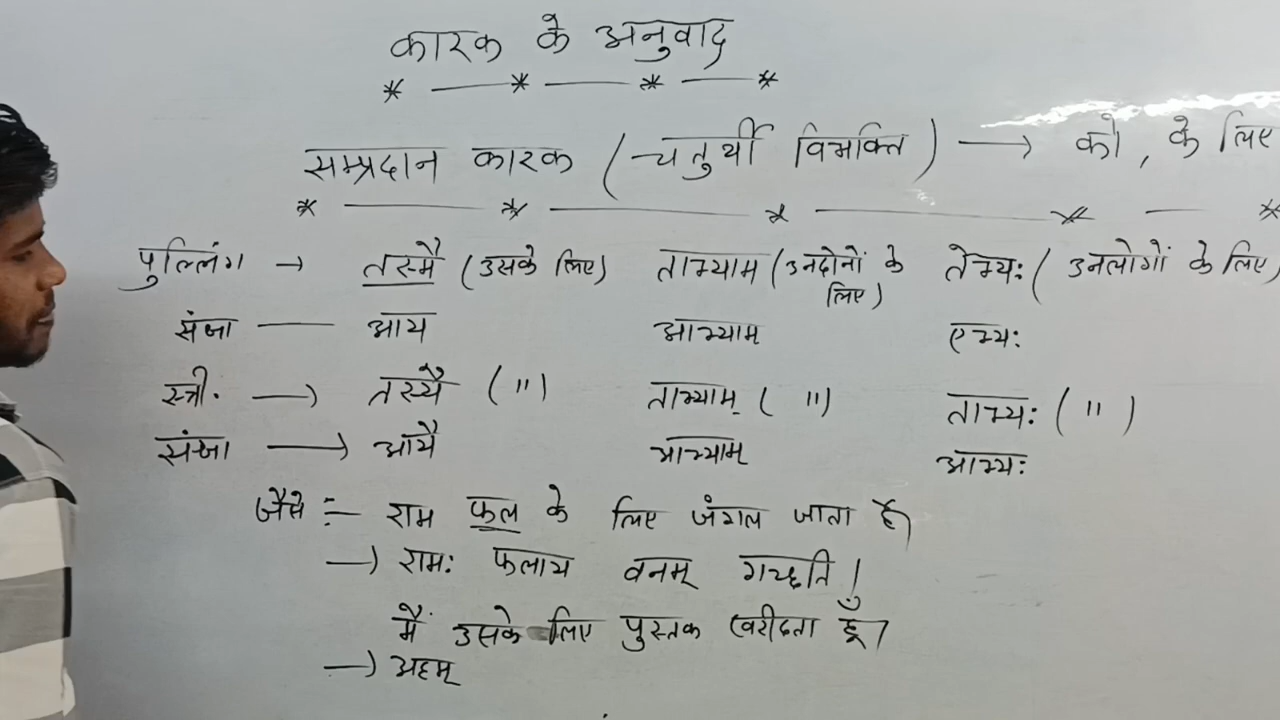 कारक के अनुवाद
* — * — * — *
सम्प्रदान कारक (चतुर्थी विभक्ति) → को, के लिए
* — * — * — * — *
पुल्लिंग → तस्मै (उसके लिए) ताभ्याम (उनदोनों के लिए) तेभ्यः (उनलोगों के लिए)
संज्ञा — आय आभ्याम् एभ्यः
स्त्री. → तस्यै (") ताभ्याम् (") ताभ्यः (")
संज्ञा → आयै आभ्याम् आभ्यः
जैसे :- राम फल के लिए जंगल जाता है।
→ रामः फलाय वनम् गच्छति।
मैं उसके लिए पुस्तक खरीदता हूँ।
→ अहम्